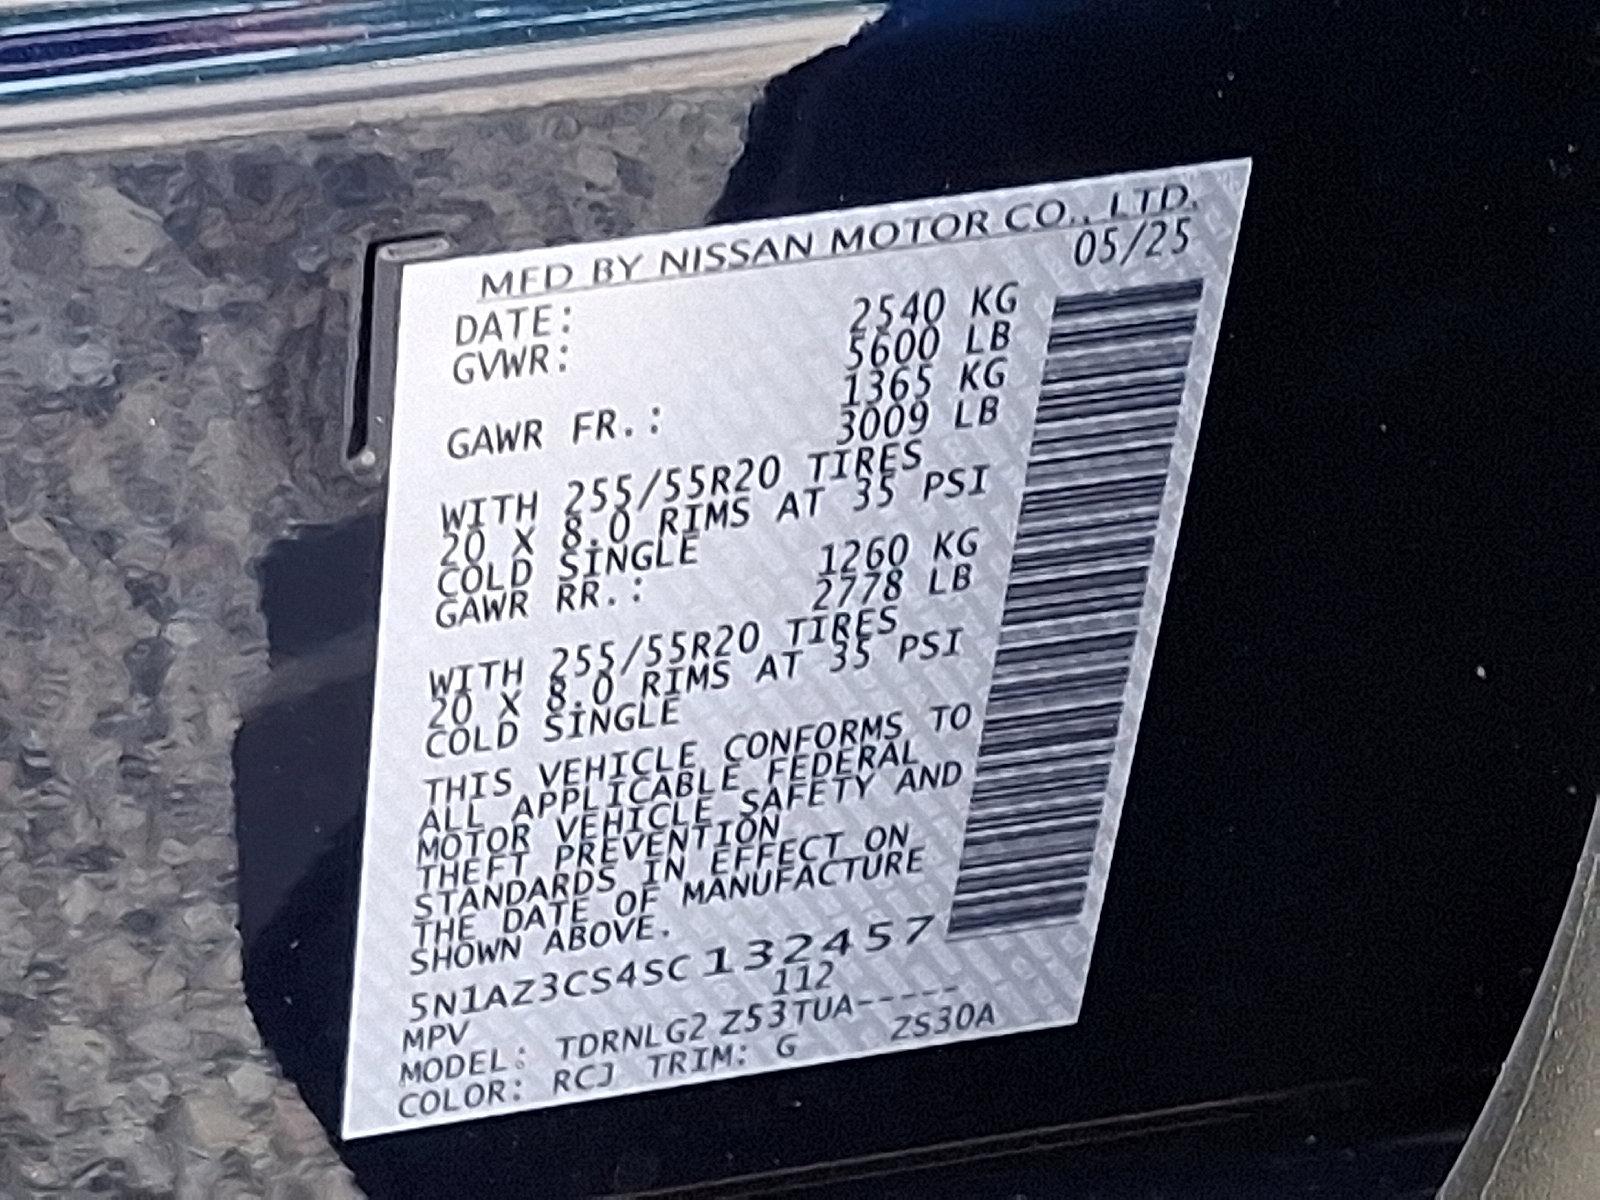 MFD BY NISSAN MOTOR CO., LTD.
DATE: 05/25
GVWR: 2540 KG
5600 LB
GAWR FR.: 1365 KG
3009 LB
WITH 255/55R20 TIRES
20 X 8.0 RIMS AT 35 PSI
COLD SINGLE
GAWR RR.: 1260 KG
2778 LB
WITH 255/55R20 TIRES
20 X 8.0 RIMS AT 35 PSI
COLD SINGLE
THIS VEHICLE CONFORMS TO
ALL APPLICABLE FEDERAL
MOTOR VEHICLE SAFETY AND
THEFT PREVENTION
STANDARDS IN EFFECT ON
THE DATE OF MANUFACTURE
SHOWN ABOVE.
5N1AZ3CS4SC132457
MPV 112
MODEL: TDRNLG2 Z53TUA-----
COLOR: RCJ TRIM: G ZS30A